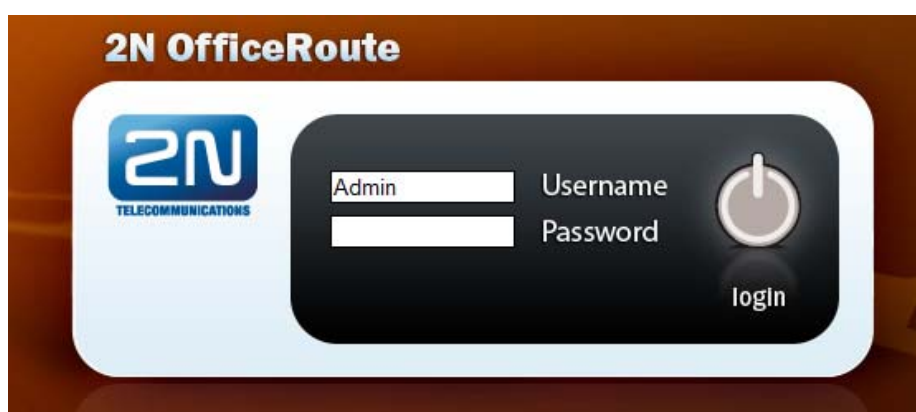 2N OfficeRoute
2N
TELECOMMUNICATIONS
Admin Username
Password
login